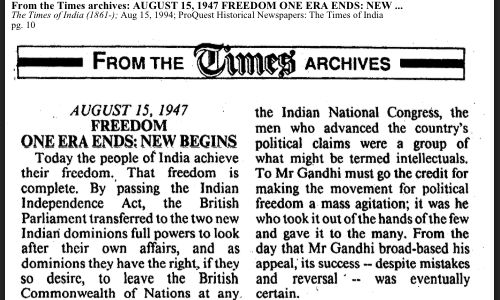 From the Times archives: AUGUST 15, 1947 FREEDOM ONE ERA ENDS: NEW ...
The Times of India (1861-); Aug 15, 1994; ProQuest Historical Newspapers: The Times of India
pg. 10
FROM THE Times ARCHIVES
AUGUST 15, 1947
FREEDOM
ONE ERA ENDS: NEW BEGINS
Today the people of India achieve
their freedom. That freedom is
complete. By passing the Indian
Independence Act, the British
Parliament transferred to the two new
Indian dominions full powers to look
after their own affairs, and as
dominions they have the right, if they
so desire, to leave the British
Commonwealth of Nations at any
the Indian National Congress, the
men who advanced the country's
political claims were a group of
what might be termed intellectuals.
To Mr Gandhi must go the credit for
making the movement for political
freedom a mass agitation; it was he
who took it out of the hands of the few
and gave it to the many. From the
day that Mr Gandhi broad-based his
appeal, its success -- despite mistakes
and reversal -- was eventually
certain.